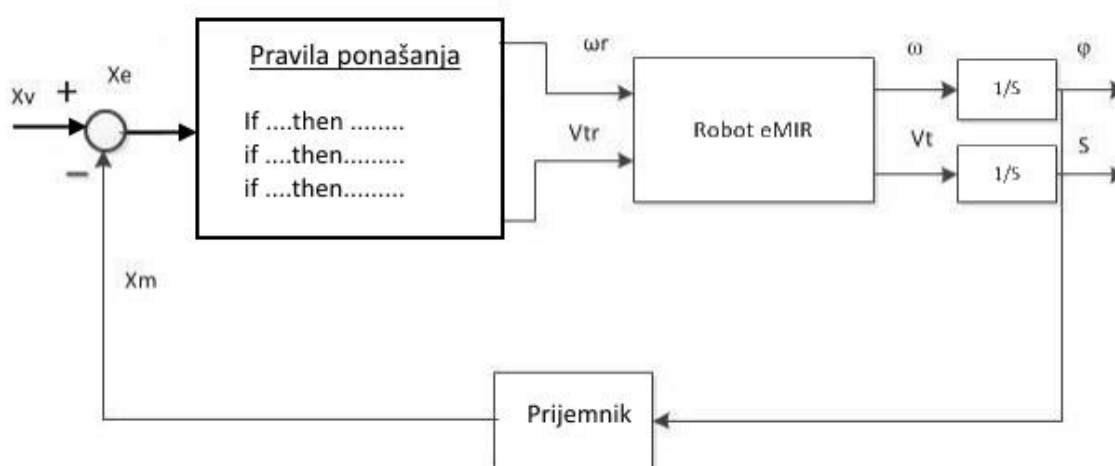 Xv
+
Xe
−
Pravila ponašanja
If ....then ........
if ....then.........
if ....then.........
ωr
Vtr
Robot eMIR
ω
Vt
1/S
1/S
φ
S
Xm
Prijemnik